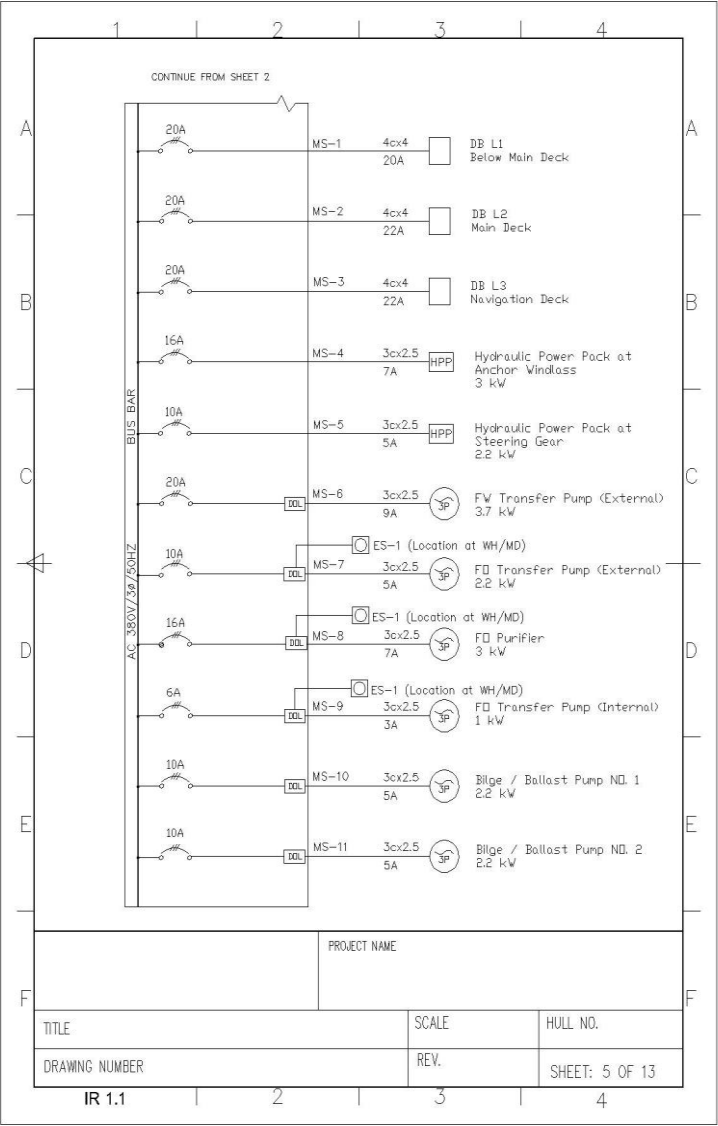 1 2 3 4
CONTINUE FROM SHEET 2
A A
20A MS-1 4cx4 DB L1
20A Below Main Deck
20A MS-2 4cx4 DB L2
22A Main Deck
20A MS-3 4cx4 DB L3
22A Navigation Deck
B B
16A MS-4 3cx2.5 HPP Hydraulic Power Pack at
7A Anchor Windlass
3 kW
BUS BAR
10A MS-5 3cx2.5 HPP Hydraulic Power Pack at
5A Steering Gear
2.2 kW
C C
20A DOL MS-6 3cx2.5 3P FW Transfer Pump (External)
9A 3.7 kW
ES-1 (Location at WH/MD)
10A DOL MS-7 3cx2.5 3P FO Transfer Pump (External)
5A 2.2 kW
AC 380V/3ø/50HZ
ES-1 (Location at WH/MD)
16A DOL MS-8 3cx2.5 3P FO Purifier
7A 3 kW
D D
ES-1 (Location at WH/MD)
6A DOL MS-9 3cx2.5 3P FO Transfer Pump (Internal)
3A 1 kW
10A DOL MS-10 3cx2.5 3P Bilge / Ballast Pump NO. 1
5A 2.2 kW
E E
10A DOL MS-11 3cx2.5 3P Bilge / Ballast Pump NO. 2
5A 2.2 kW
PROJECT NAME
F F
TITLE SCALE HULL NO.
DRAWING NUMBER REV. SHEET: 5 OF 13
IR 1.1 2 3 4